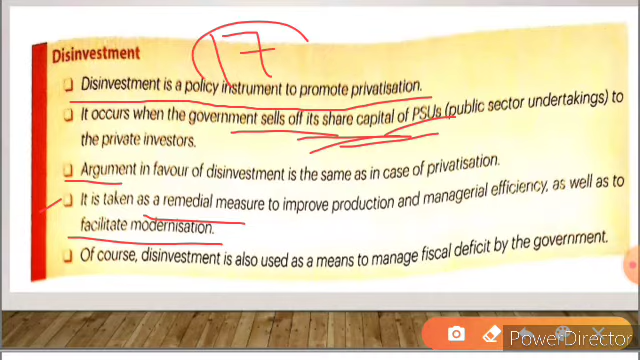 17
Disinvestment
❑ Disinvestment is a policy instrument to promote privatisation.
❑ It occurs when the government sells off its share capital of PSUs (public sector undertakings) to
the private investors.
❑ Argument in favour of disinvestment is the same as in case of privatisation.
❑ It is taken as a remedial measure to improve production and managerial efficiency, as well as to
facilitate modernisation.
❑ Of course, disinvestment is also used as a means to manage fiscal deficit by the government.
PowerDirector